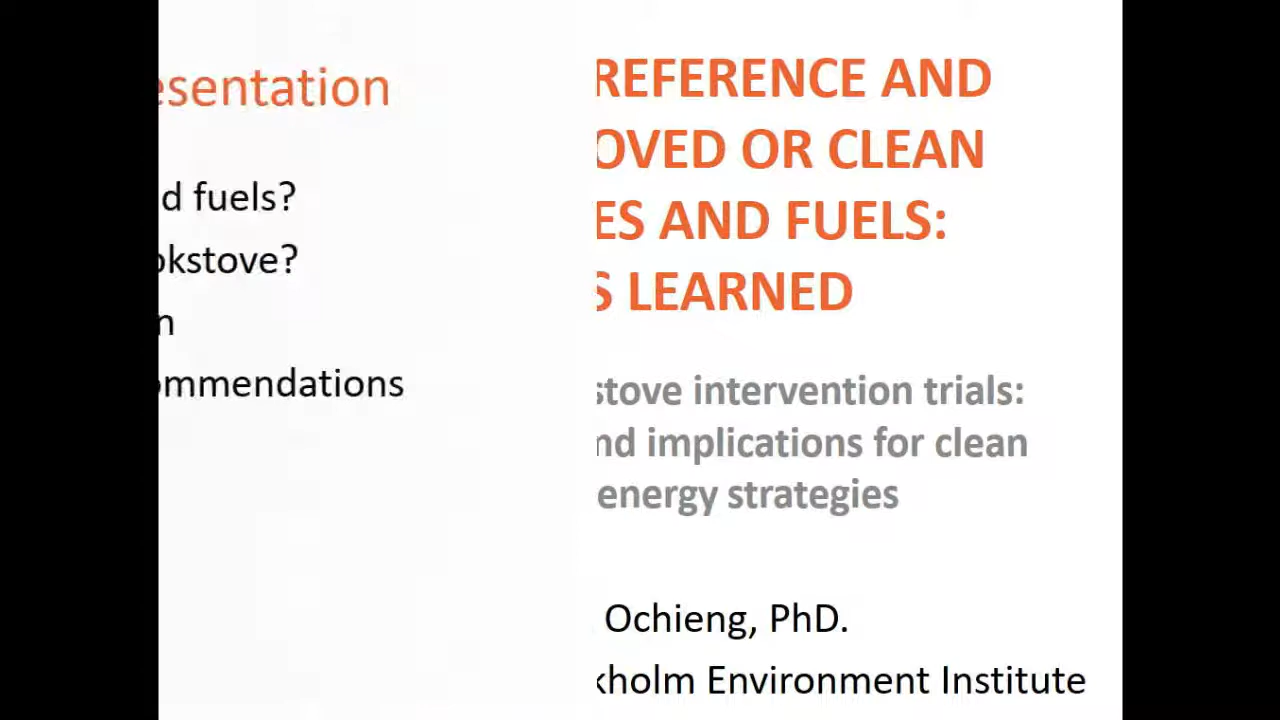 esentation
d fuels?
okstove?
n
ommendations
REFERENCE AND
OVED OR CLEAN
ES AND FUELS:
S LEARNED
stove intervention trials:
nd implications for clean
energy strategies
Ochieng, PhD.
kholm Environment Institute